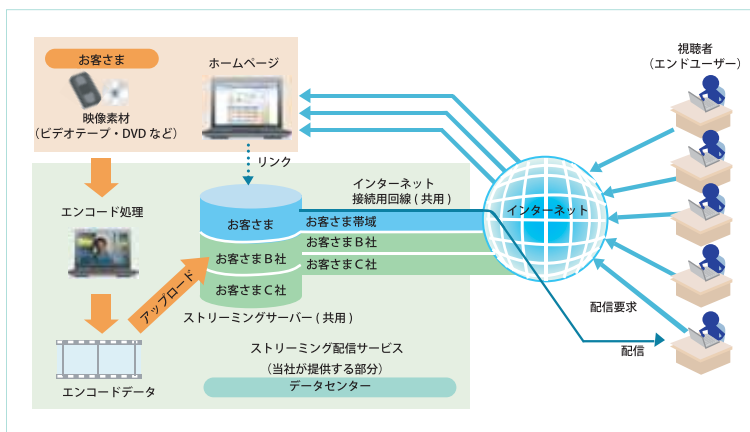 お客さま
ホームページ
映像素材
(ビデオテープ・DVDなど)
視聴者
(エンドユーザー)
リンク
エンコード処理
インターネット
接続用回線(共用)
インターネット
お客さま
お客さま帯域
お客さまB社
お客さまB社
お客さまC社
お客さまC社
アップロード
ストリーミングサーバー(共用)
配信要求
配信
エンコードデータ
ストリーミング配信サービス
(当社が提供する部分)
データセンター